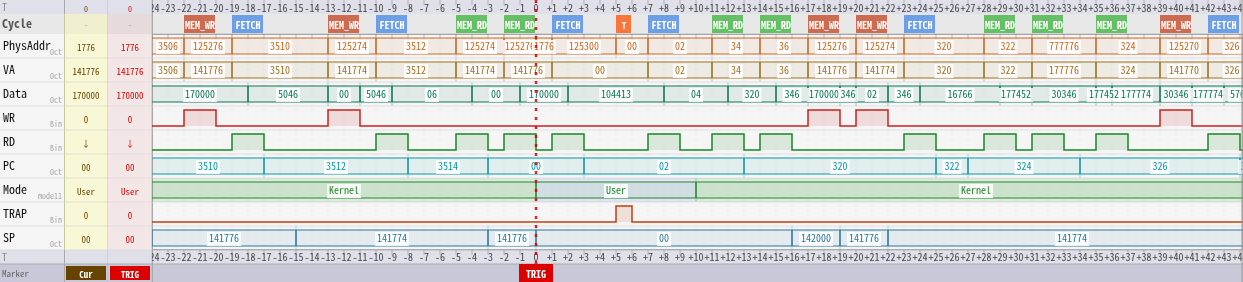 T 0 0 24-23-22-21-20-19-18-17-16-15-14-13-12-11-10 -9 -8 -7 -6 -5 -4 -3 -2 -1 0 +1 +2 +3 +4 +5 +6 +7 +8 +9 +10+11+12+13+14+15+16+17+18+19+20+21+22+23+24+25+26+27+28+29+30+31+32+33+34+35+36+37+38+39+40+41+42+43+4
Cycle - - MEM_WR FETCH MEM_WR FETCH MEM_RD MEM_RD FETCH T FETCH MEM_RD MEM_RD MEM_WR MEM_WR FETCH MEM_RD MEM_RD MEM_RD MEM_WR FETCH
PhysAddr Oct 1776 1776 3506 125276 3510 125274 3512 125274 12527 1776 125300 00 02 34 36 125276 125274 320 322 777776 324 125270 326
VA Oct 141776 141776 3506 141776 3510 141774 3512 141774 141776 00 02 34 36 141776 141774 320 322 177776 324 141770 326
Data Oct 170000 170000 170000 5046 00 5046 06 00 170000 104413 04 320 346 170000 346 02 346 16766 177452 30346 177452 177774 30346 177774 570
WR Bin 0 0
RD Bin ↓ ↓
PC Oct 00 00 3510 3512 3514 00 02 320 322 324 326
Mode mode11 User User Kernel User Kernel
TRAP Bin 0 0
SP Oct 00 00 141776 141774 141776 00 142000 141776 141774
T 24-23-22-21-20-19-18-17-16-15-14-13-12-11-10 -9 -8 -7 -6 -5 -4 -3 -2 -1 0 +1 +2 +3 +4 +5 +6 +7 +8 +9 +10+11+12+13+14+15+16+17+18+19+20+21+22+23+24+25+26+27+28+29+30+31+32+33+34+35+36+37+38+39+40+41+42+43+4
Marker Cur TRIG TRIG